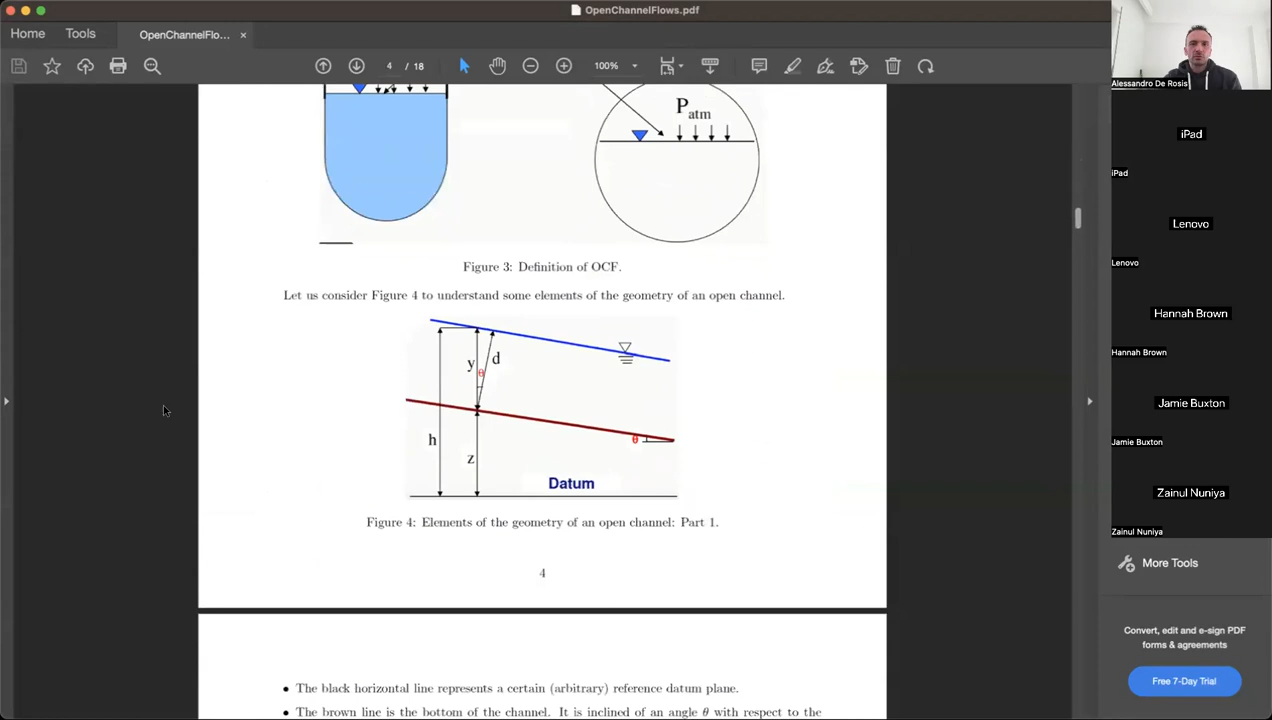 OpenChannelFlows.pdf
Home
Tools
OpenChannelFlo...
4
/ 18
100%
Alessandro De Rosis
iPad
iPad
Lenovo
Lenovo
Hannah Brown
Hannah Brown
Jamie Buxton
Jamie Buxton
Zainul Nuniya
Zainul Nuniya
Patm
Figure 3: Definition of OCF.
Let us consider Figure 4 to understand some elements of the geometry of an open channel.
y
d
θ
h
θ
z
Datum
Figure 4: Elements of the geometry of an open channel: Part 1.
4
• The black horizontal line represents a certain (arbitrary) reference datum plane.
• The brown line is the bottom of the channel. It is inclined of an angle θ with respect to the
More Tools
Convert, edit and e-sign PDF
forms & agreements
Free 7-Day Trial